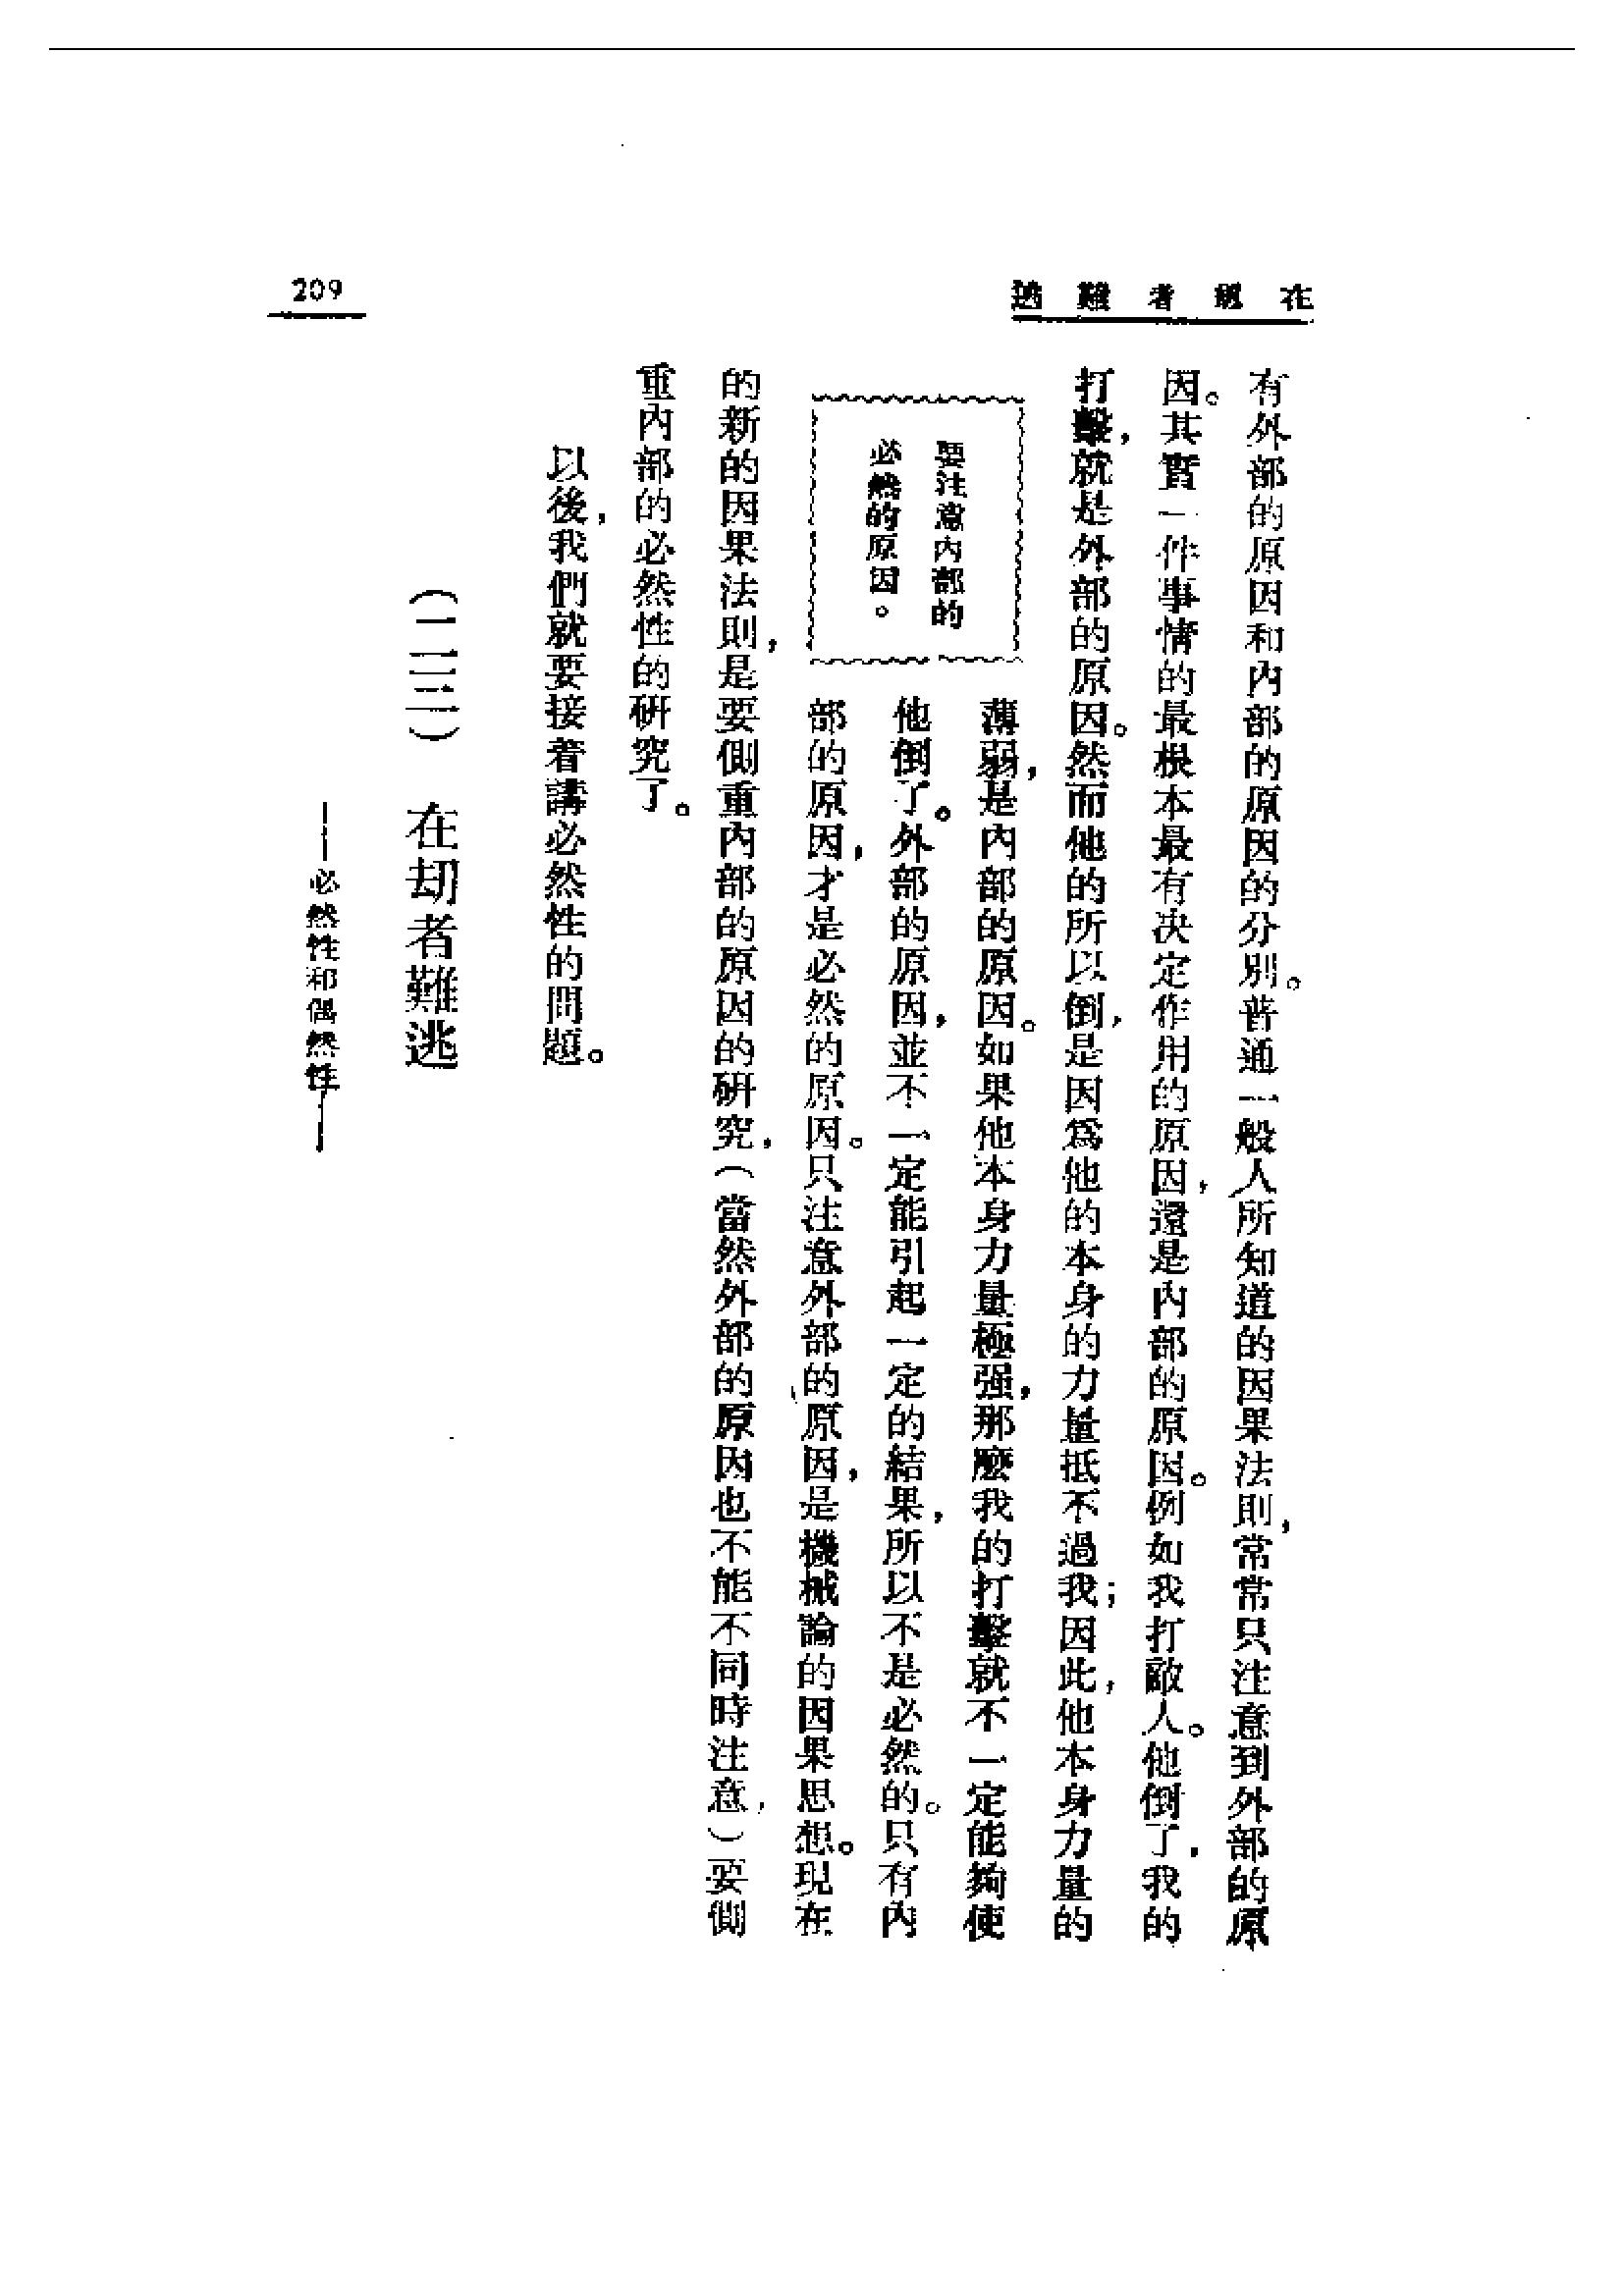 在劫者難逃
209
有外部的原因和內部的原因的分別。普通一般人所知道的因果法則，常常只注意到外部的原
因。其實一件事情的最根本最有決定作用的原因，還是內部的原因。例如我打敵人。他倒了，我的
打擊，就是外部的原因。然而他的所以倒，是因爲他的本身的力量抵不過我；因此，他本身力量的
要注意內部的
必然的原因。
薄弱，是內部的原因。如果他本身力量極强，那麼我的打擊就不一定能夠使
他倒了。外部的原因，並不一定能引起一定的結果，所以不是必然的。只有內
部的原因，才是必然的原因。只注意外部的原因，是機械論的因果思想。現在
的新的因果法則，是要側重內部的原因的研究，（當然外部的原因也不能不同時注意，）要側
重內部的必然性的研究了。
以後，我們就要接着講必然性的問題。
（二三） 在劫者難逃
——必然性和偶然性——